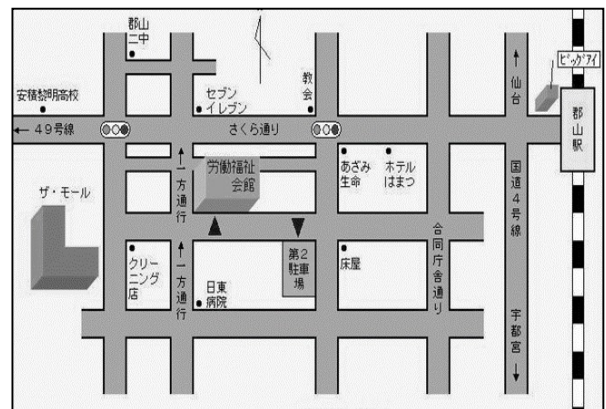 郡山
二中
ビッグアイ
仙台
教会
セブン
イレブン
安積黎明高校
← 49号線
さくら通り
郡山駅
一方通行
労働福祉
会館
あざみ
生命
ホテル
はまつ
国道4号線
ザ・モール
合同庁舎通り
クリー
ニング
店
一方通行
日東
病院
第2
駐車
場
床屋
宇都宮